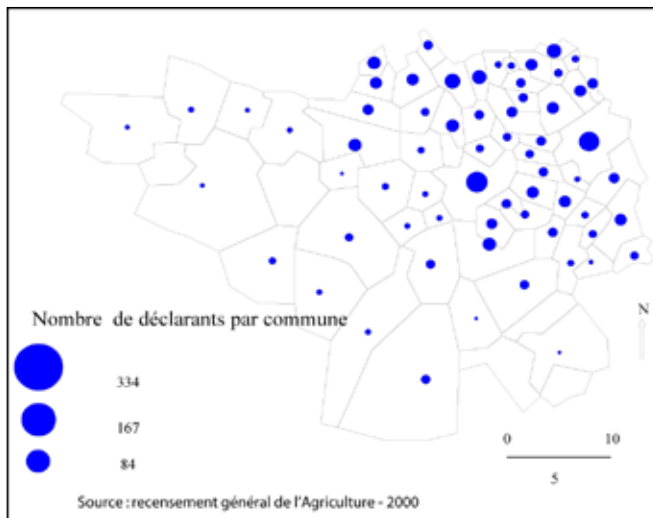 Nombre de déclarants par commune
334
167
84
N
0 10
5
Source : recensement général de l'Agriculture - 2000